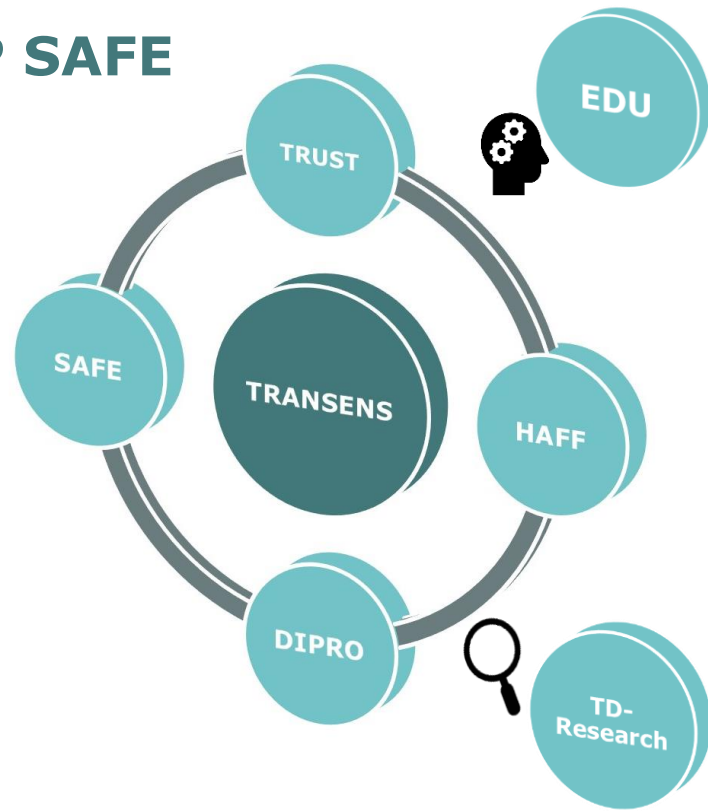 SAFE
EDU
TRUST
SAFE
TRANSENS
HAFF
DIPRO
TD-
Research